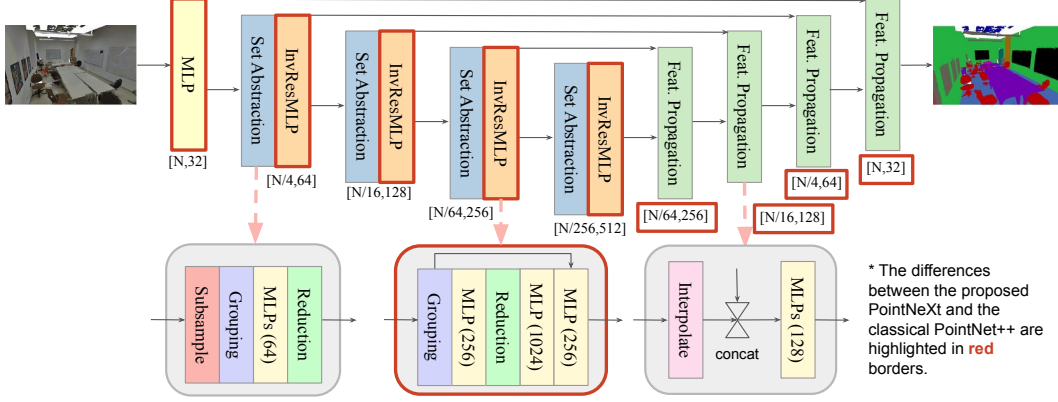 MLP
[N,32]
Set Abstraction
InvResMLP
[N/4,64]
Set Abstraction
InvResMLP
[N/16,128]
Set Abstraction
InvResMLP
[N/64,256]
Set Abstraction
InvResMLP
[N/256,512]
Feat. Propagation
[N/64,256]
Feat. Propagation
[N/16,128]
Feat. Propagation
[N/4,64]
Feat. Propagation
[N,32]
Subsample
Grouping
MLPs (64)
Reduction
Grouping
MLP (256)
Reduction
MLP (1024)
MLP (256)
Interpolate
concat
MLPs (128)
* The differences
between the proposed
PointNeXt and the
classical PointNet++ are
highlighted in red
borders.